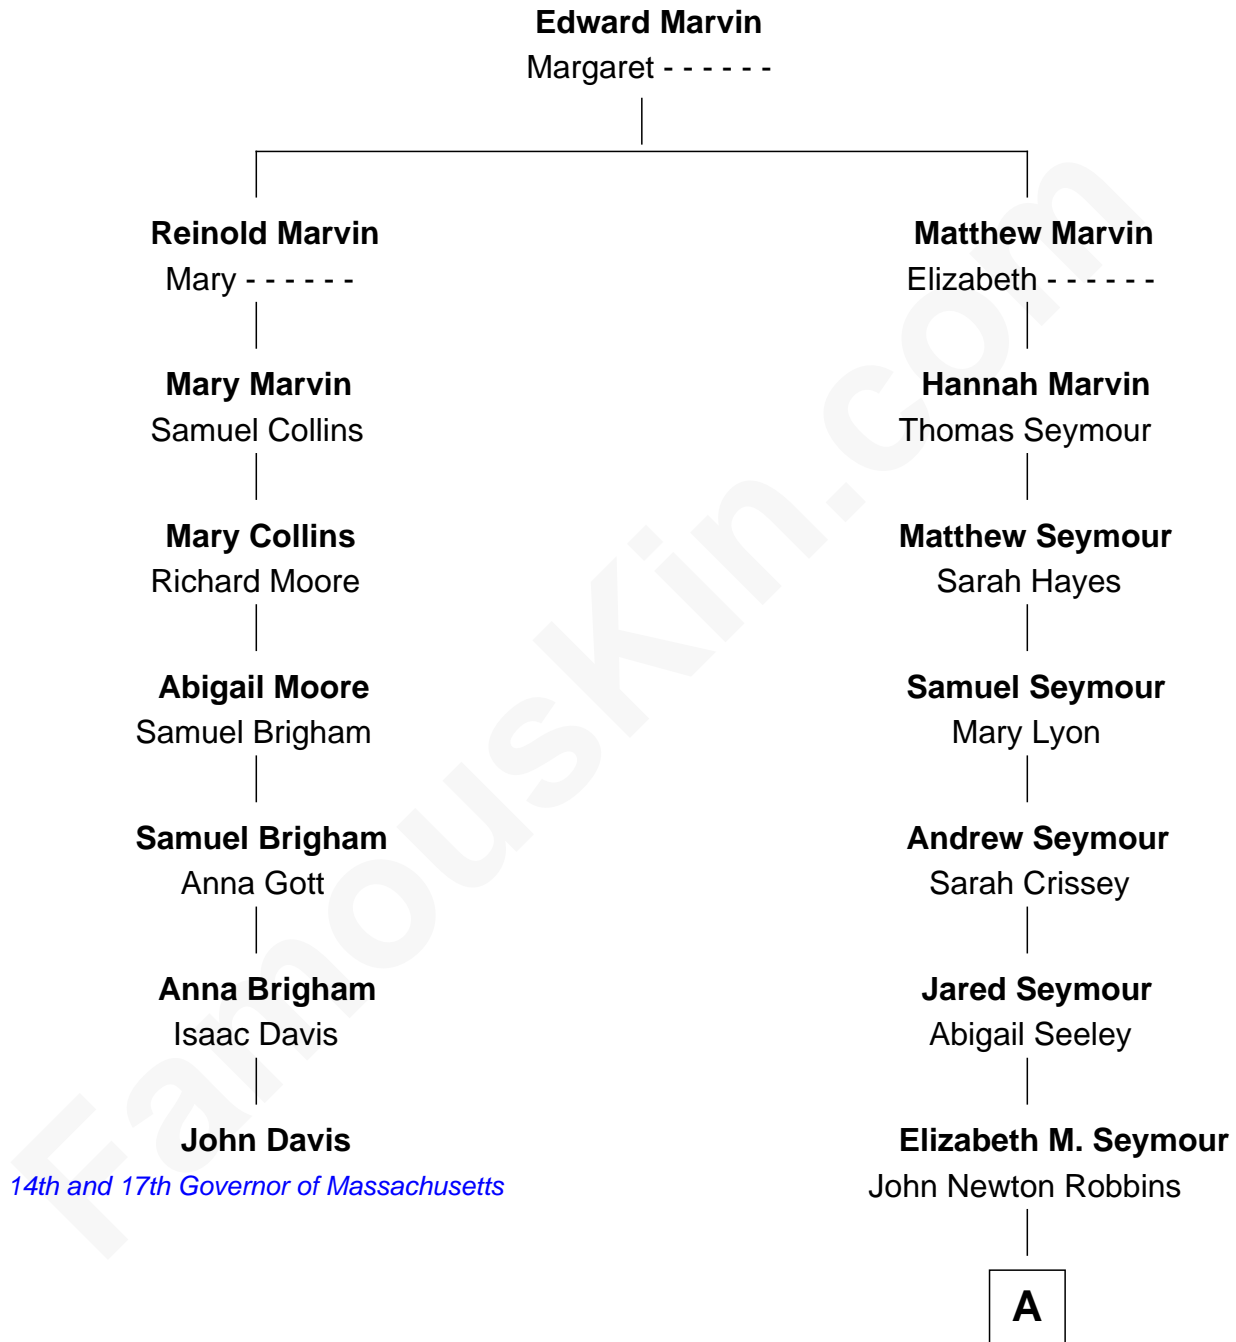 Edward Marvin
Margaret - - - - - -
Reinold Marvin
Mary - - - - - -
Mary Marvin
Samuel Collins
Mary Collins
Richard Moore
Abigail Moore
Samuel Brigham
Samuel Brigham
Anna Gott
Anna Brigham
Isaac Davis
John Davis
14th and 17th Governor of Massachusetts
Matthew Marvin
Elizabeth - - - - - -
Hannah Marvin
Thomas Seymour
Matthew Seymour
Sarah Hayes
Samuel Seymour
Mary Lyon
Andrew Seymour
Sarah Crissey
Jared Seymour
Abigail Seeley
Elizabeth M. Seymour
John Newton Robbins
A
FamousKin.com